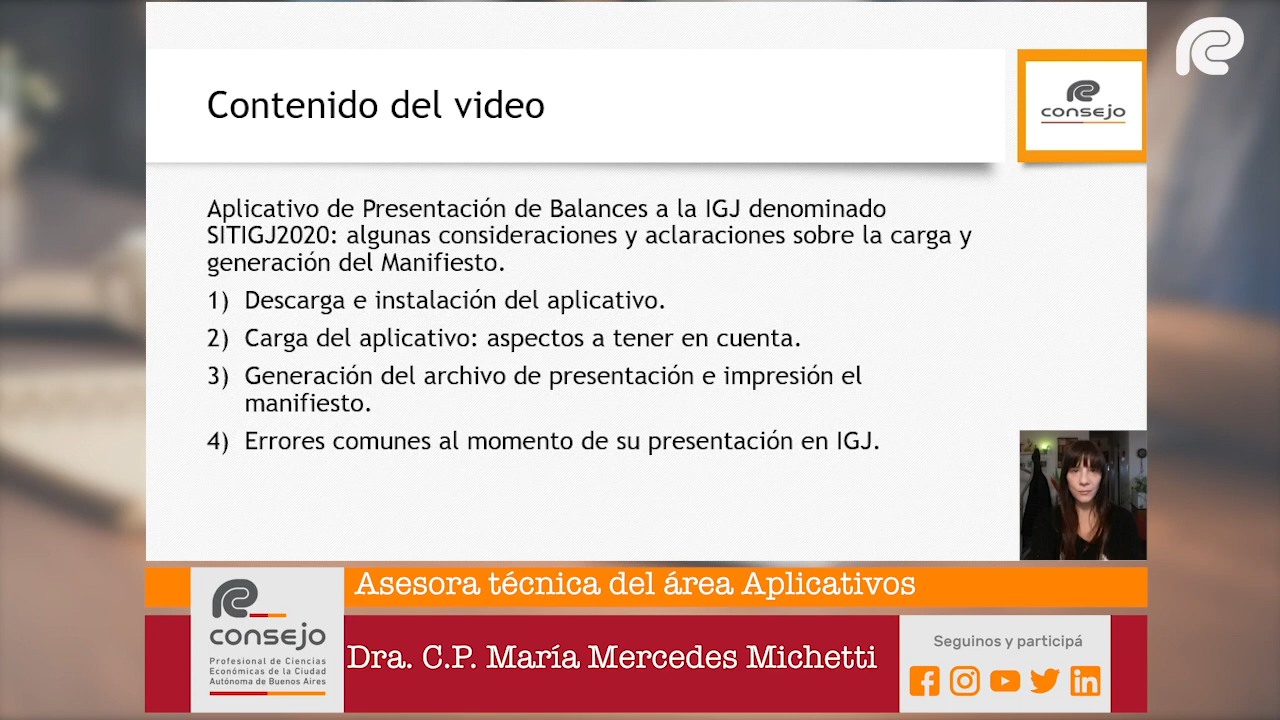 Contenido del video
consejo
Aplicativo de Presentación de Balances a la IGJ denominado
SITIGJ2020: algunas consideraciones y aclaraciones sobre la carga y
generación del Manifiesto.
1) Descarga e instalación del aplicativo.
2) Carga del aplicativo: aspectos a tener en cuenta.
3) Generación del archivo de presentación e impresión el
manifiesto.
4) Errores comunes al momento de su presentación en IGJ.
Asesora técnica del área Aplicativos
consejo
Profesional de Ciencias
Económicas de la Ciudad
Autónoma de Buenos Aires
Dra. C.P. María Mercedes Michetti
Seguinos y participá